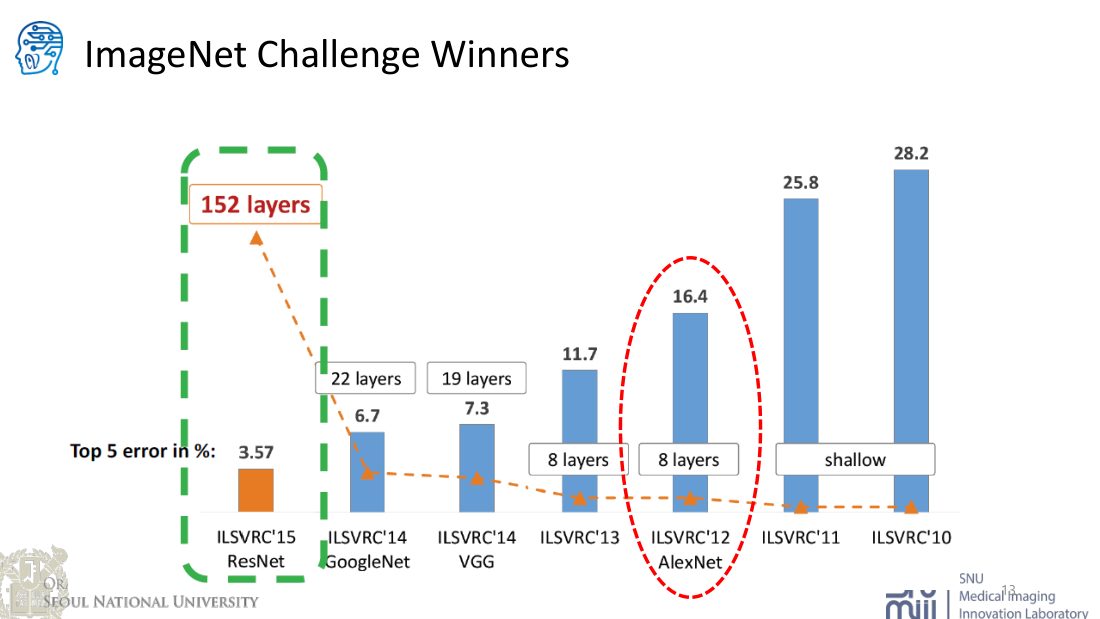 ImageNet Challenge Winners
28.2
25.8
152 layers
16.4
11.7
22 layers
19 layers
6.7
7.3
Top 5 error in %:
3.57
8 layers
8 layers
shallow
ILSVRC'15
ResNet
ILSVRC'14
GoogleNet
ILSVRC'14
VGG
ILSVRC'13
ILSVRC'12
AlexNet
ILSVRC'11
ILSVRC'10
SEOUL NATIONAL UNIVERSITY
13
SNU
Medical Imaging
Innovation Laboratory